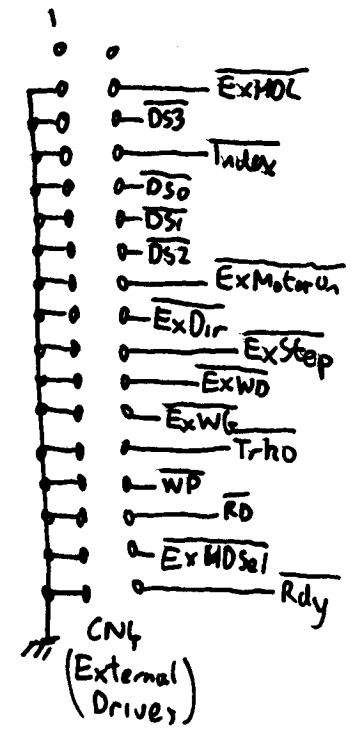 1
ExHDL
DS3
Index
DS0
DS1
DS2
ExMotorOn
ExDir
ExStep
ExWD
ExWG
Trk0
WP
RD
ExHDSel
Rdy
CN4
(External
Drives)